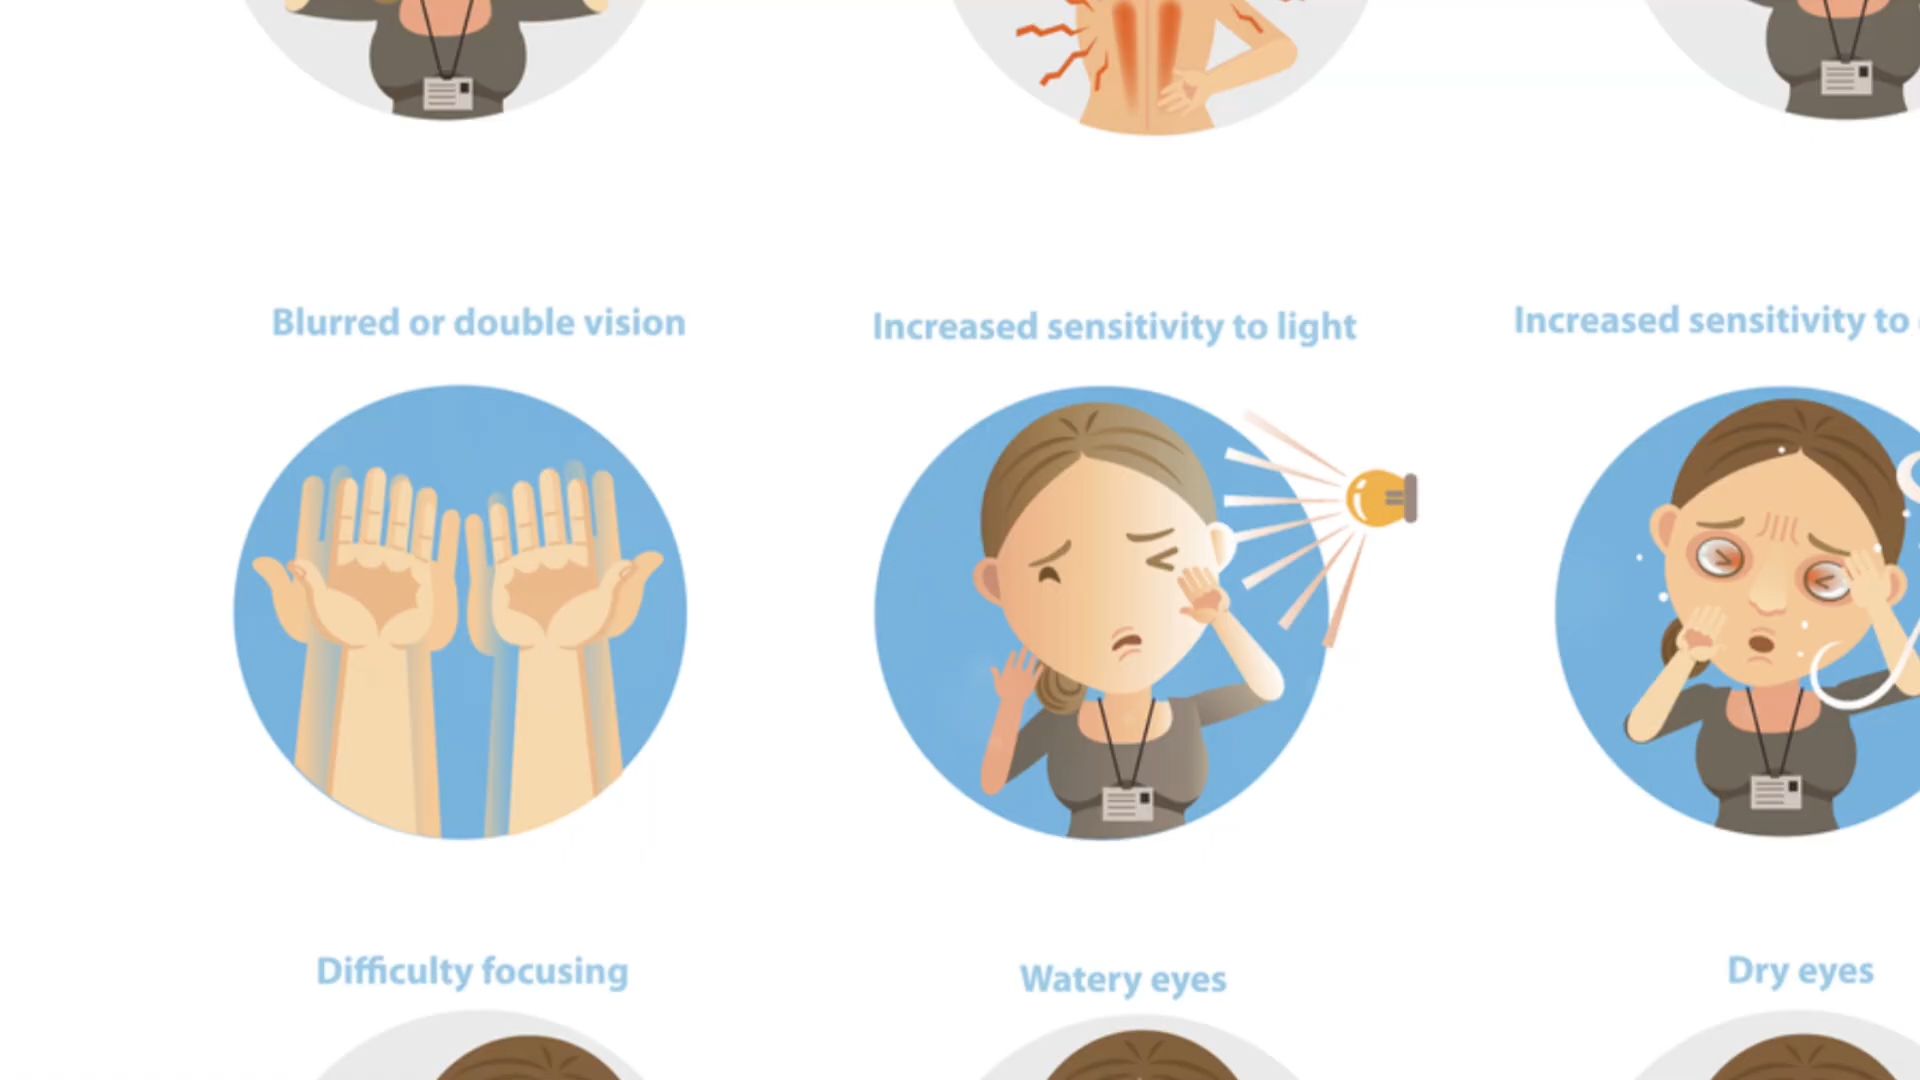 Blurred or double vision
Increased sensitivity to light
Increased sensitivity to
Difficulty focusing
Watery eyes
Dry eyes